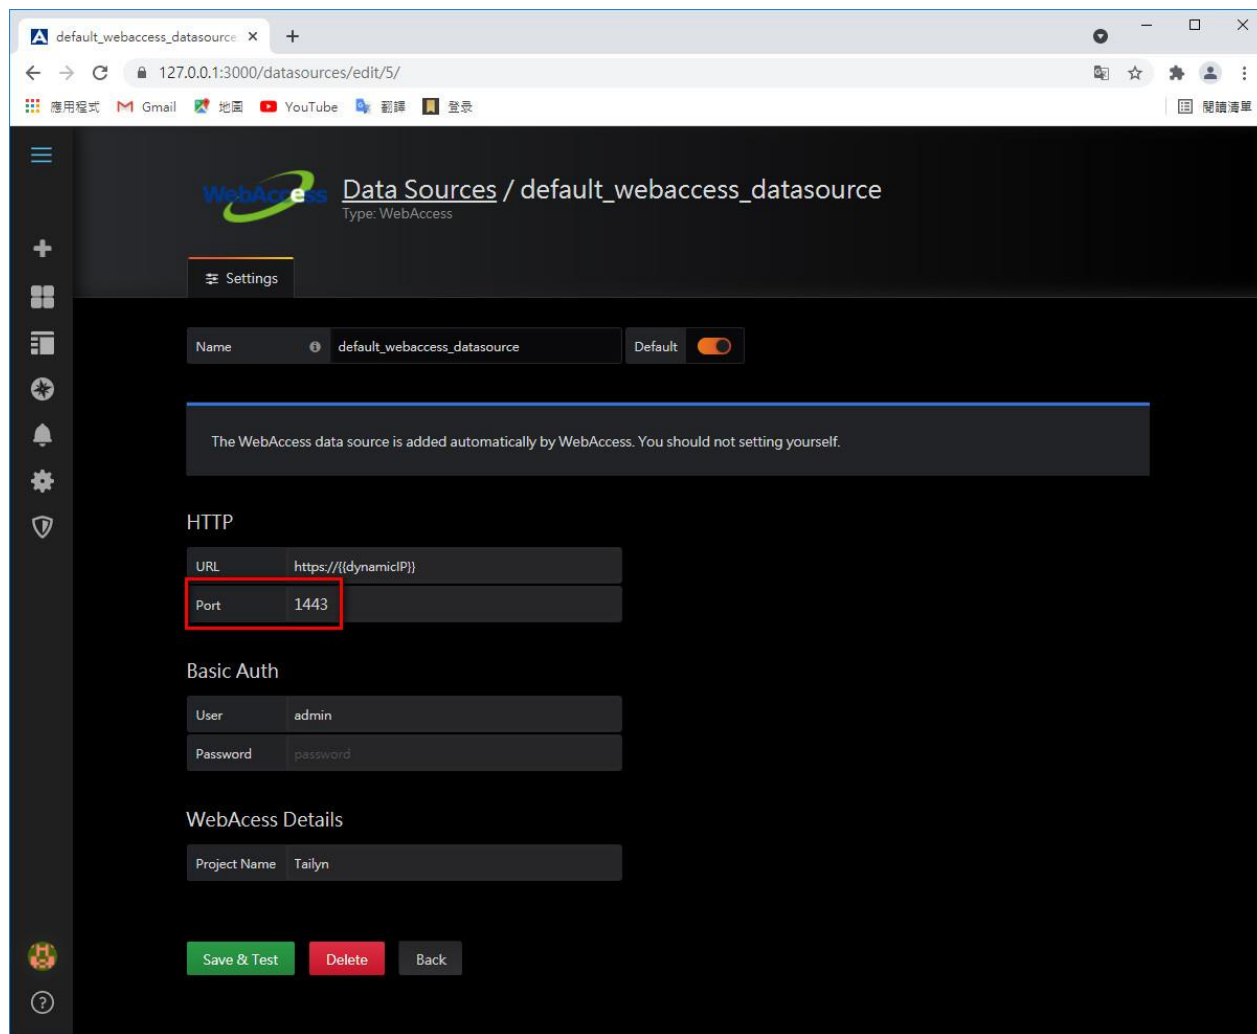 default_webaccess_datasource
127.0.0.1:3000/datasources/edit/5/
應用程式 Gmail 地圖 YouTube 翻譯 登录 閱讀清單
WebAccess
Data Sources / default_webaccess_datasource
Type: WebAccess
Settings
Name default_webaccess_datasource Default
The WebAccess data source is added automatically by WebAccess. You should not setting yourself.
HTTP
URL https://{{dynamicIP}}
Port 1443
Basic Auth
User admin
Password password
WebAcess Details
Project Name Tailyn
Save & Test Delete Back